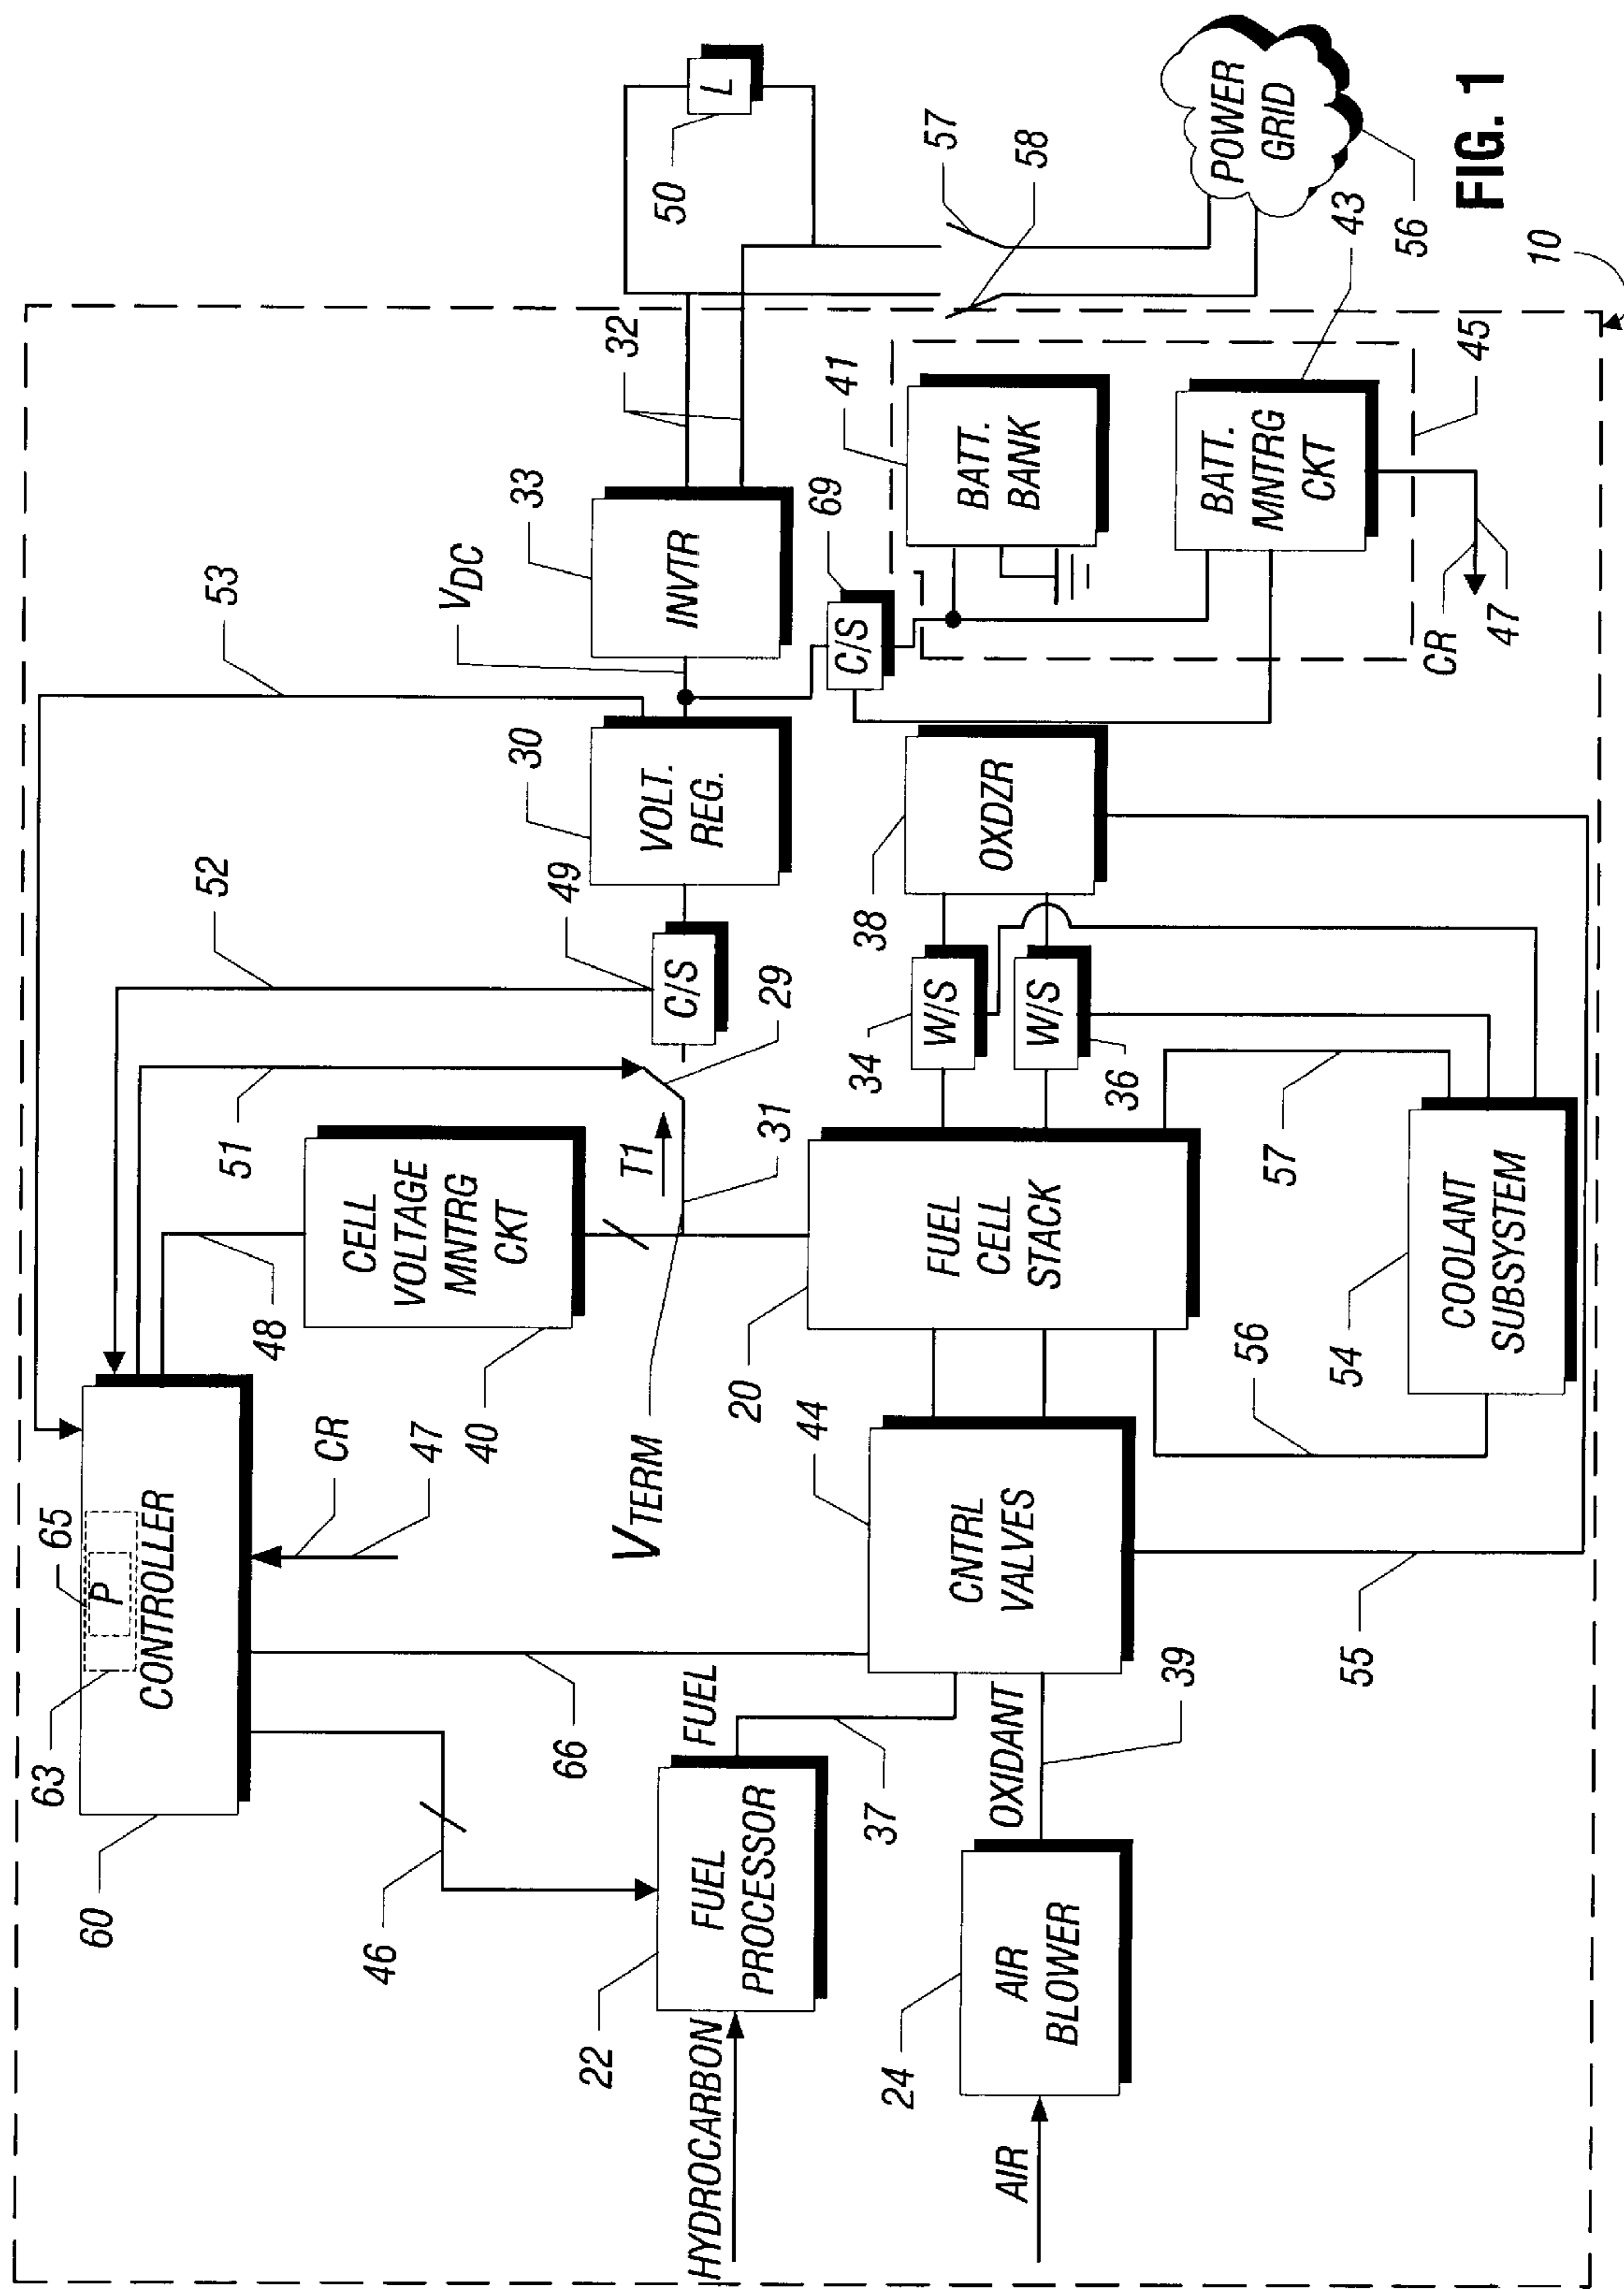 10
53
52
51
48
65
63
P
CONTROLLER
60
CR
47
46
66
CELL
VOLTAGE
MNTRG
CKT
40
VTERM
T1
31
29
49
C/S
30
VOLT.
REG.
VDC
33
INVTR
32
50
L
57
58
POWER
GRID
56
HYDROCARBON
22
FUEL
PROCESSOR
FUEL
37
AIR
24
AIR
BLOWER
OXIDANT
39
44
CNTRL
VALVES
20
FUEL
CELL
STACK
34
W/S
W/S
36
38
OXDZR
69
C/S
41
BATT.
BANK
BATT.
MNTRG
CKT
43
45
CR
47
55
56
54
COOLANT
SUBSYSTEM
57
FIG. 1